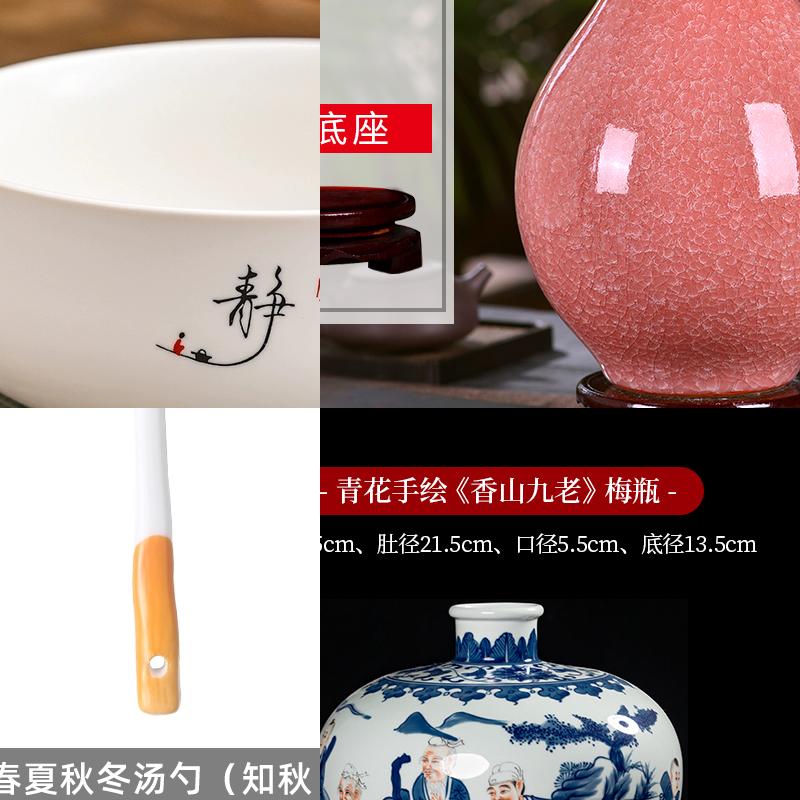 静
底座
- 青花手绘《香山九老》梅瓶 -
5cm、肚径21.5cm、口径5.5cm、底径13.5cm
春夏秋冬汤勺（知秋